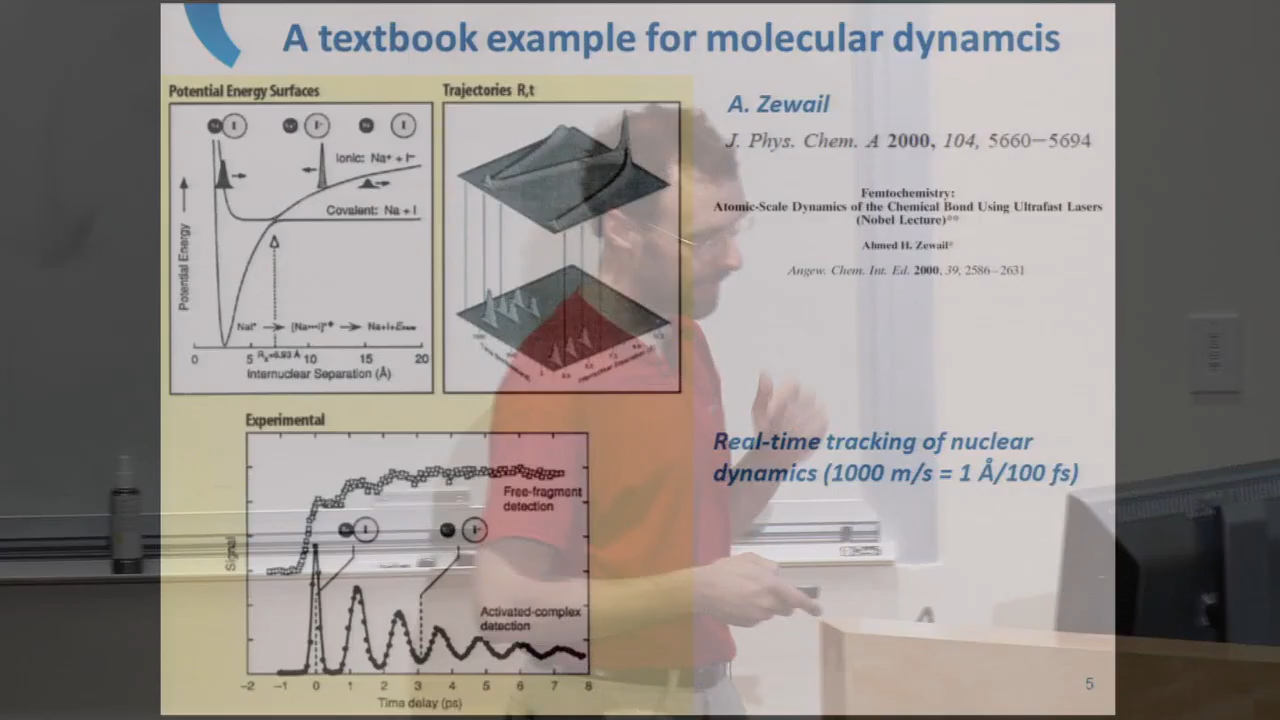 A textbook example for molecular dynamcis
Potential Energy Surfaces
Trajectories R,t
Ionic: Na⁺ + I⁻
Covalent: Na + I
Potential Energy
0 5 10 15 20
Internuclear Separation (Å)
A. Zewail
J. Phys. Chem. A 2000, 104, 5660−5694
Femtochemistry:
Atomic-Scale Dynamics of the Chemical Bond Using Ultrafast Lasers
(Nobel Lecture)**
Ahmed H. Zewail*
Angew. Chem. Int. Ed. 2000, 39, 2586−2631
Experimental
Free-fragment
detection
Signal
Activated-complex
detection
−2 −1 0 1 2 3 4 5 6 7 8
Time delay (ps)
Real-time tracking of nuclear
dynamics (1000 m/s = 1 Å/100 fs)
5